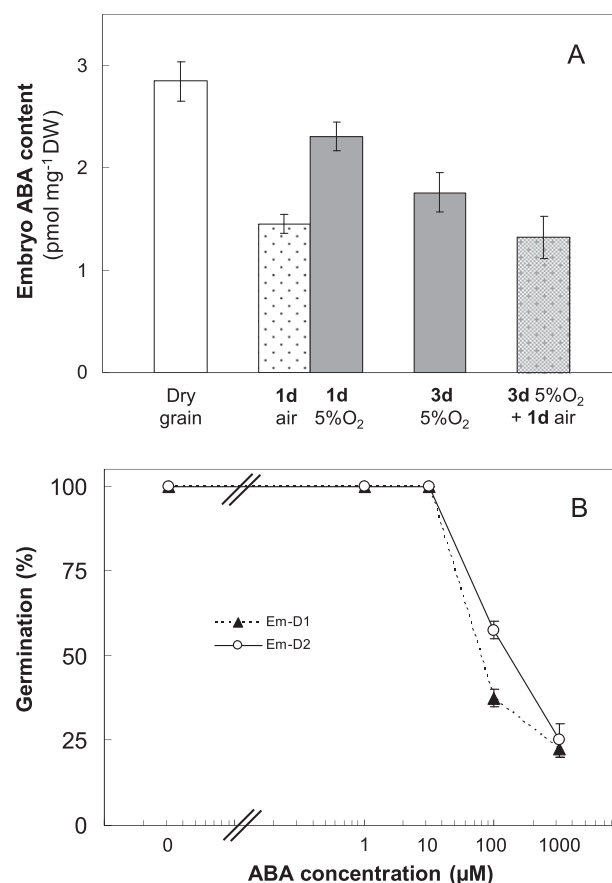 A
Embryo ABA content
(pmol mg⁻¹ DW)
3
2
1
0
Dry
grain
1d
air
1d
5%O₂
3d
5%O₂
3d 5%O₂
+ 1d air
B
Germination (%)
100
75
50
25
0
Em-D1
Em-D2
0
1
10
100
1000
ABA concentration (µM)